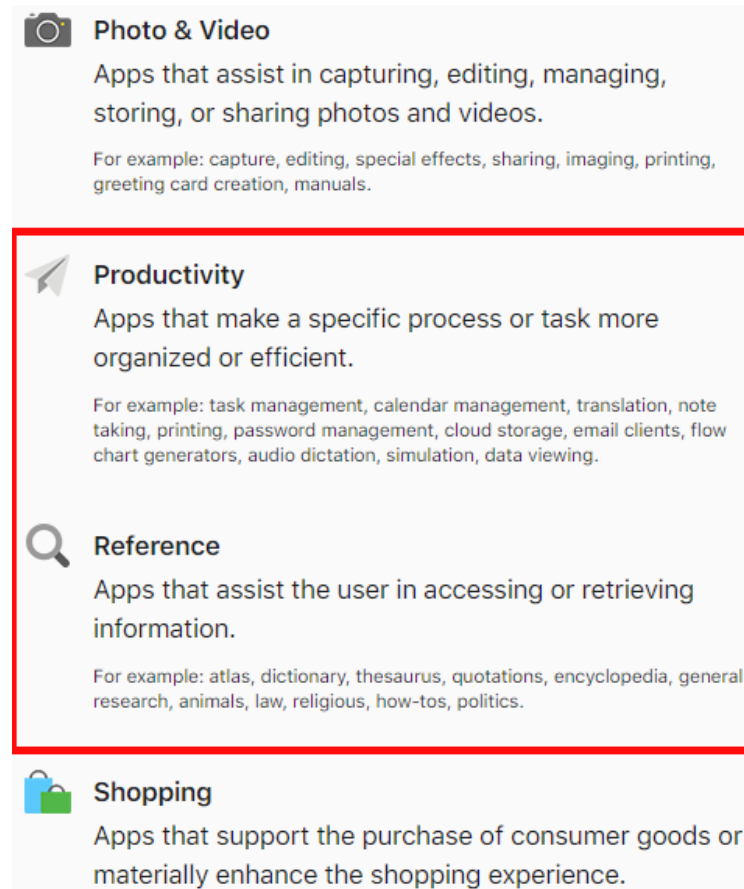 Photo & Video
Apps that assist in capturing, editing, managing,
storing, or sharing photos and videos.
For example: capture, editing, special effects, sharing, imaging, printing,
greeting card creation, manuals.
Productivity
Apps that make a specific process or task more
organized or efficient.
For example: task management, calendar management, translation, note
taking, printing, password management, cloud storage, email clients, flow
chart generators, audio dictation, simulation, data viewing.
Reference
Apps that assist the user in accessing or retrieving
information.
For example: atlas, dictionary, thesaurus, quotations, encyclopedia, general
research, animals, law, religious, how-tos, politics.
Shopping
Apps that support the purchase of consumer goods or
materially enhance the shopping experience.